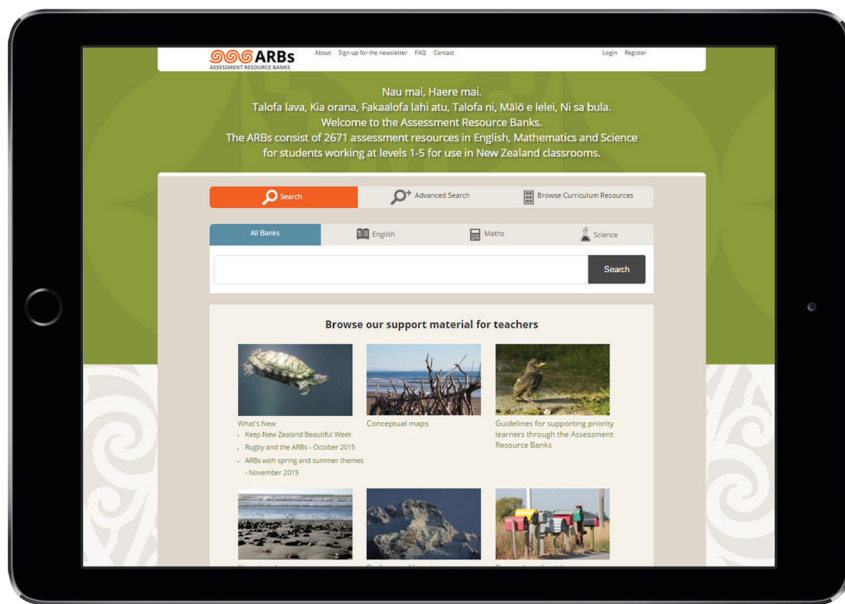 ARBs
ASSESSMENT RESOURCE BANKS
About Sign up for the newsletter FAQ Contact
Login Register
Nau mai, Haere mai.
Talofa lava, Kia orana, Fakaalofa lahi atu, Talofa ni, Mālō e lelei, Ni sa bula.
Welcome to the Assessment Resource Banks.
The ARBs consist of 2671 assessment resources in English, Mathematics and Science
for students working at levels 1-5 for use in New Zealand classrooms.
Search
Advanced Search
Browse Curriculum Resources
All Banks
English
Maths
Science
Search
Browse our support material for teachers
What's New
Keep New Zealand Beautiful Week
Rugby and the ARBs - October 2015
ARBs with spring and summer themes
- November 2015
Conceptual maps
Guidelines for supporting priority
learners through the Assessment
Resource Banks